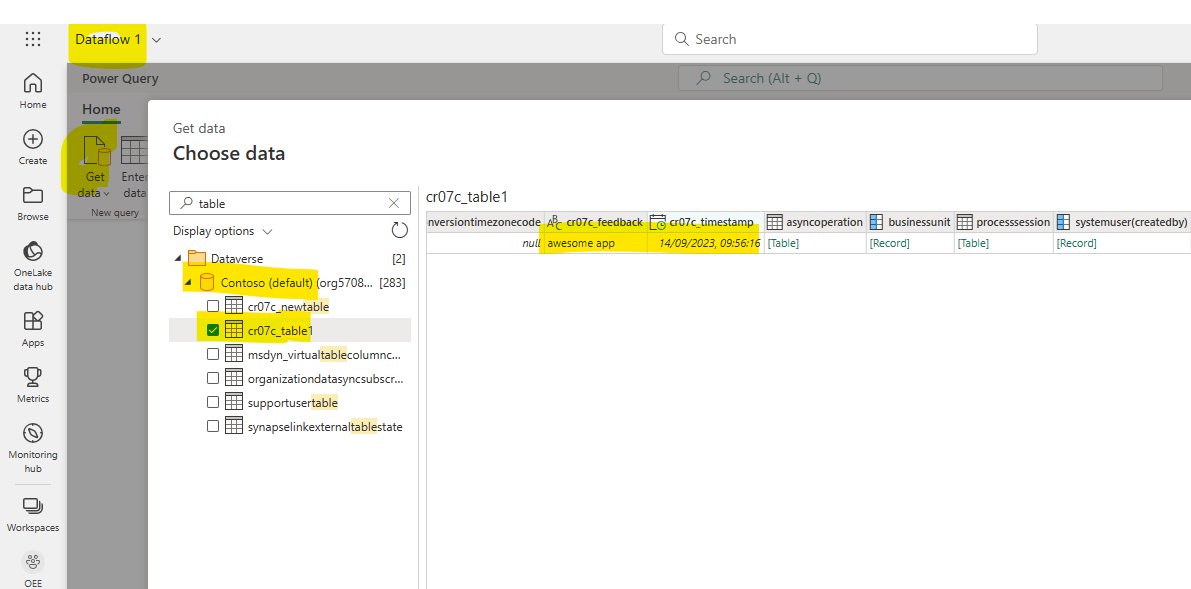 Dataflow 1
Search
Home
Create
Browse
OneLake
data hub
Apps
Metrics
Monitoring
hub
Workspaces
OEE
Power Query
Search (Alt + Q)
Home
Get
data
Enter
data
New query
Get data
Choose data
table
Display options
Dataverse [2]
Contoso (default) (org5708... [283]
cr07c_newtable
cr07c_table1
msdyn_virtualtablecolumnc...
organizationdatasyncsubscr...
supportusertable
synapselinkexternaltablestate
cr07c_table1
nversiontimezonecode ABC cr07c_feedback cr07c_timestamp asyncoperation businessunit processsession systemuser(createdby)
null awesome app 14/09/2023, 09:56:16 [Table] [Record] [Table] [Record]